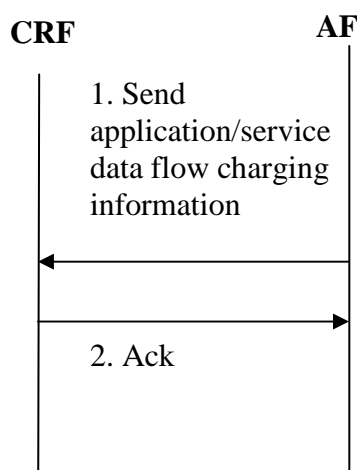 CRF
AF
1. Send
application/service
data flow charging
information
2. Ack